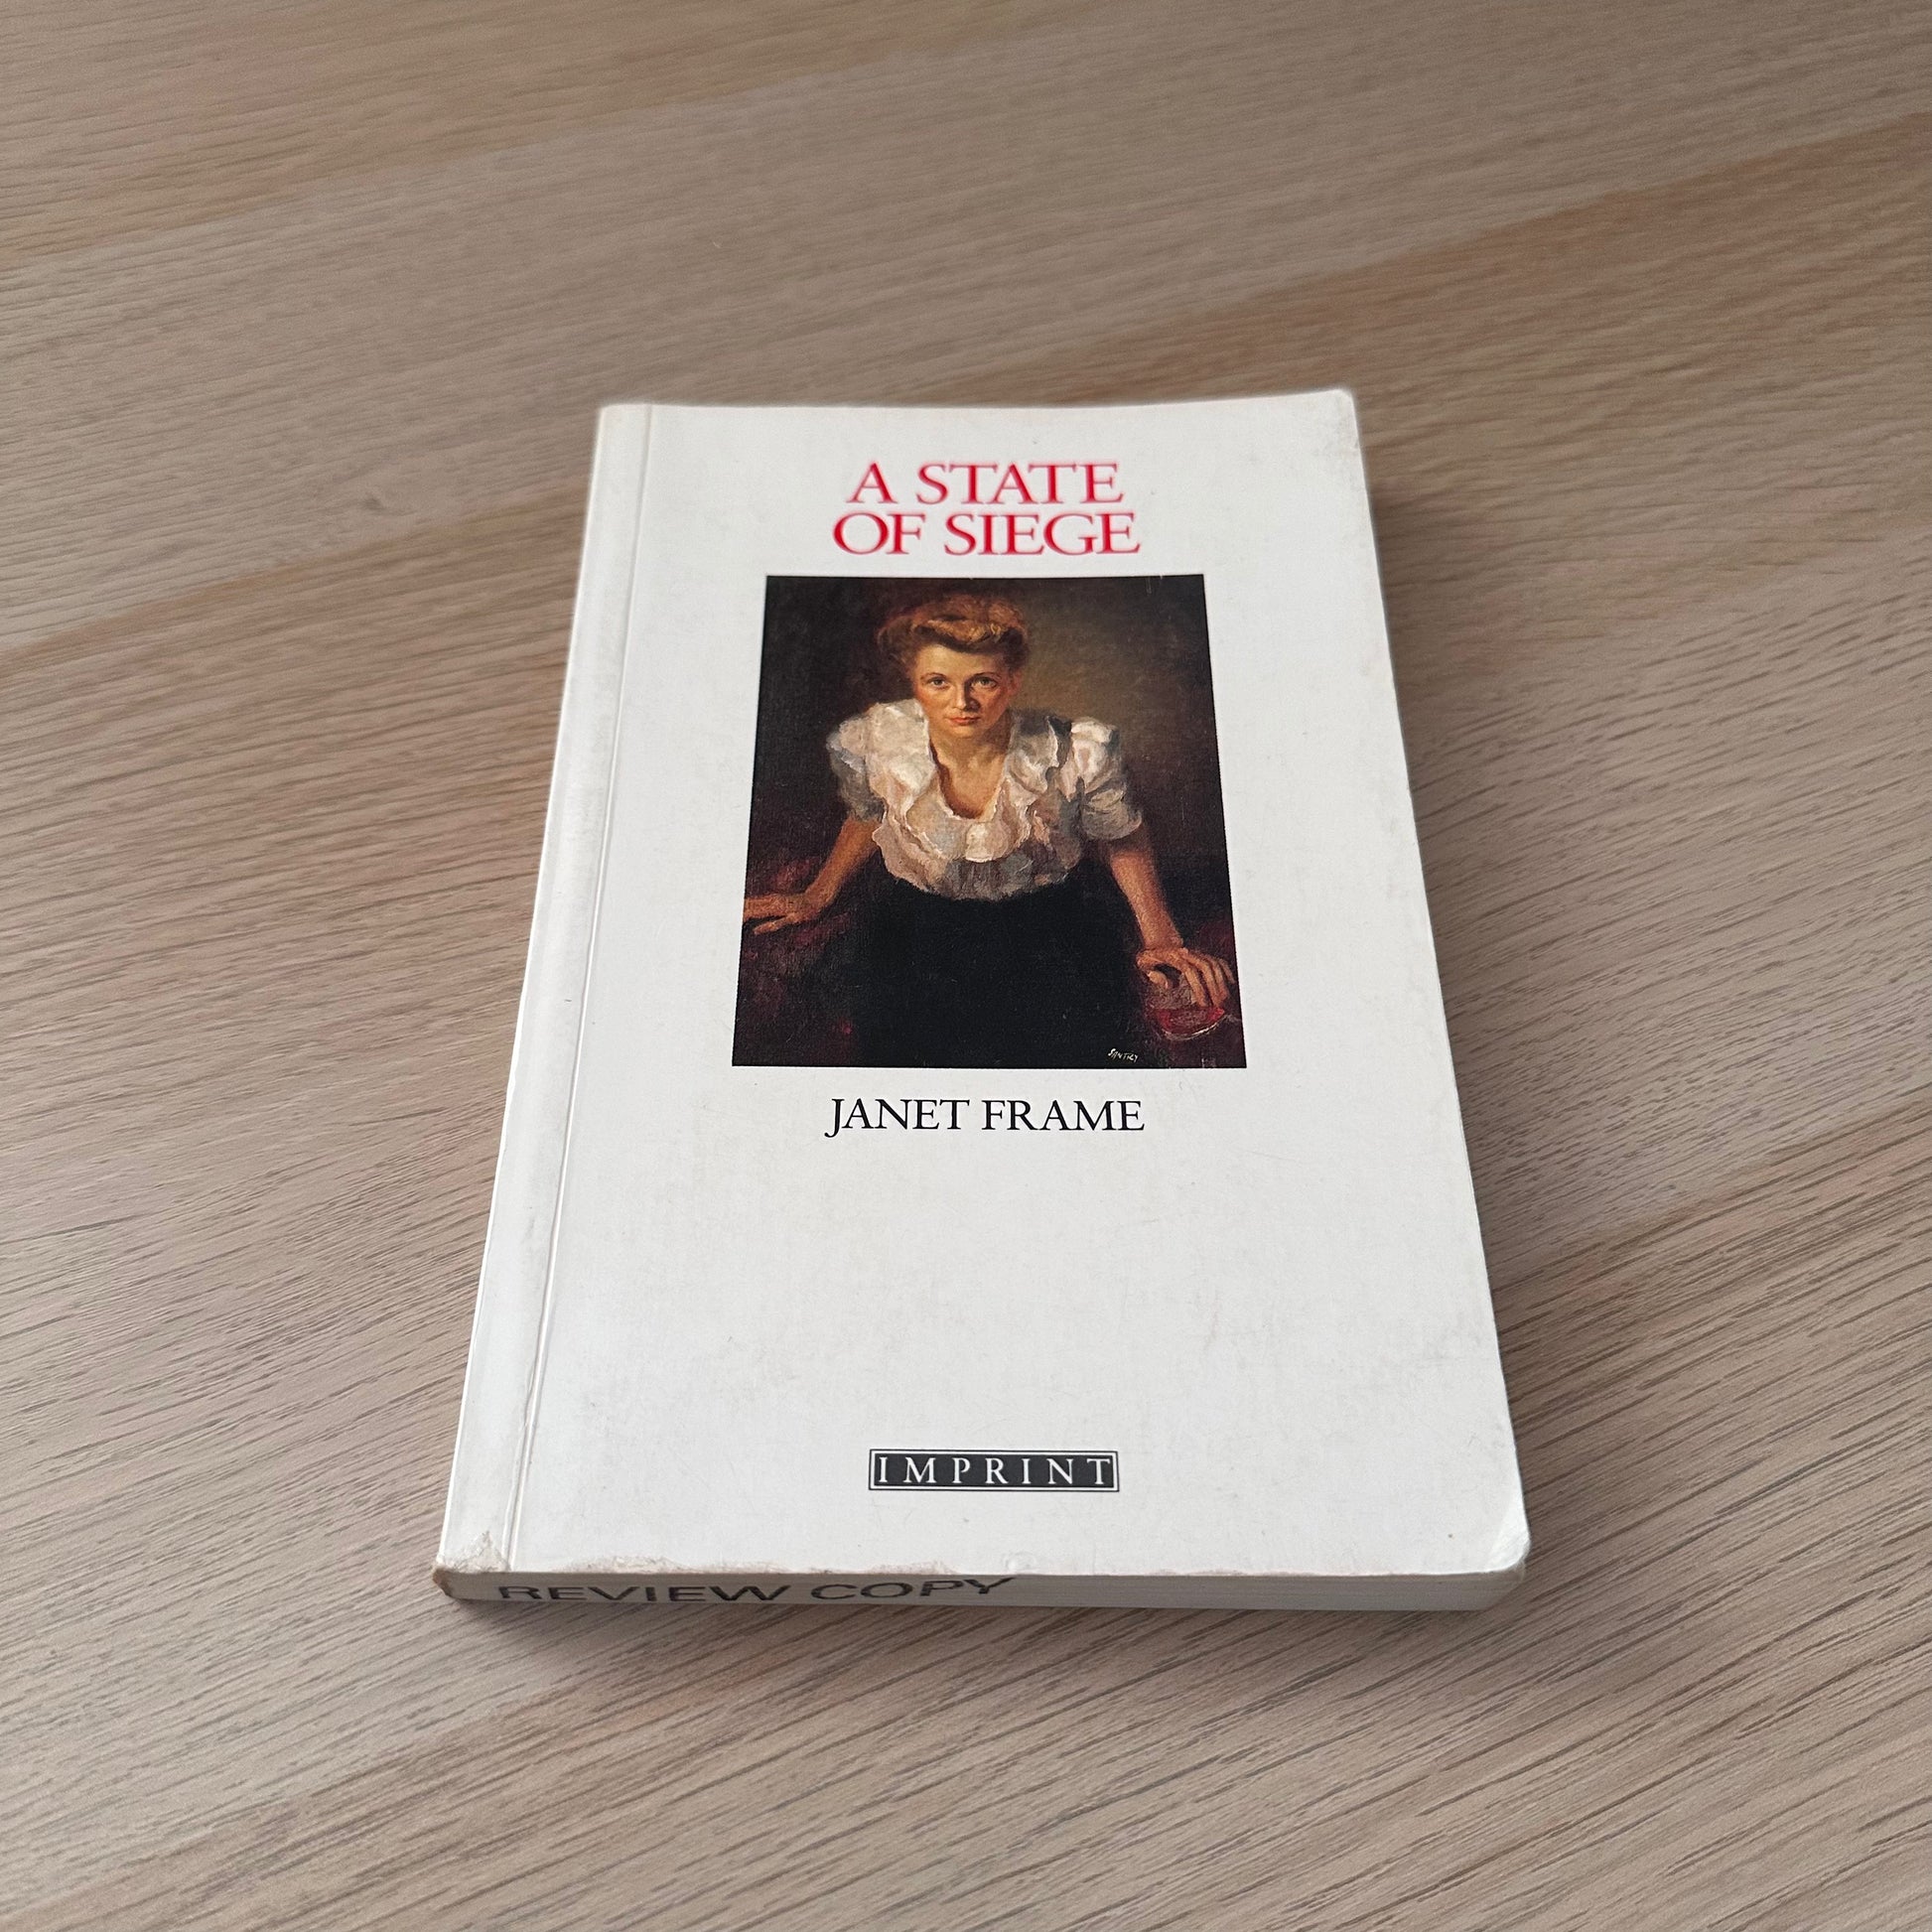 A STATE
OF SIEGE
JANET FRAME
IMPRINT
REVIEW COPY